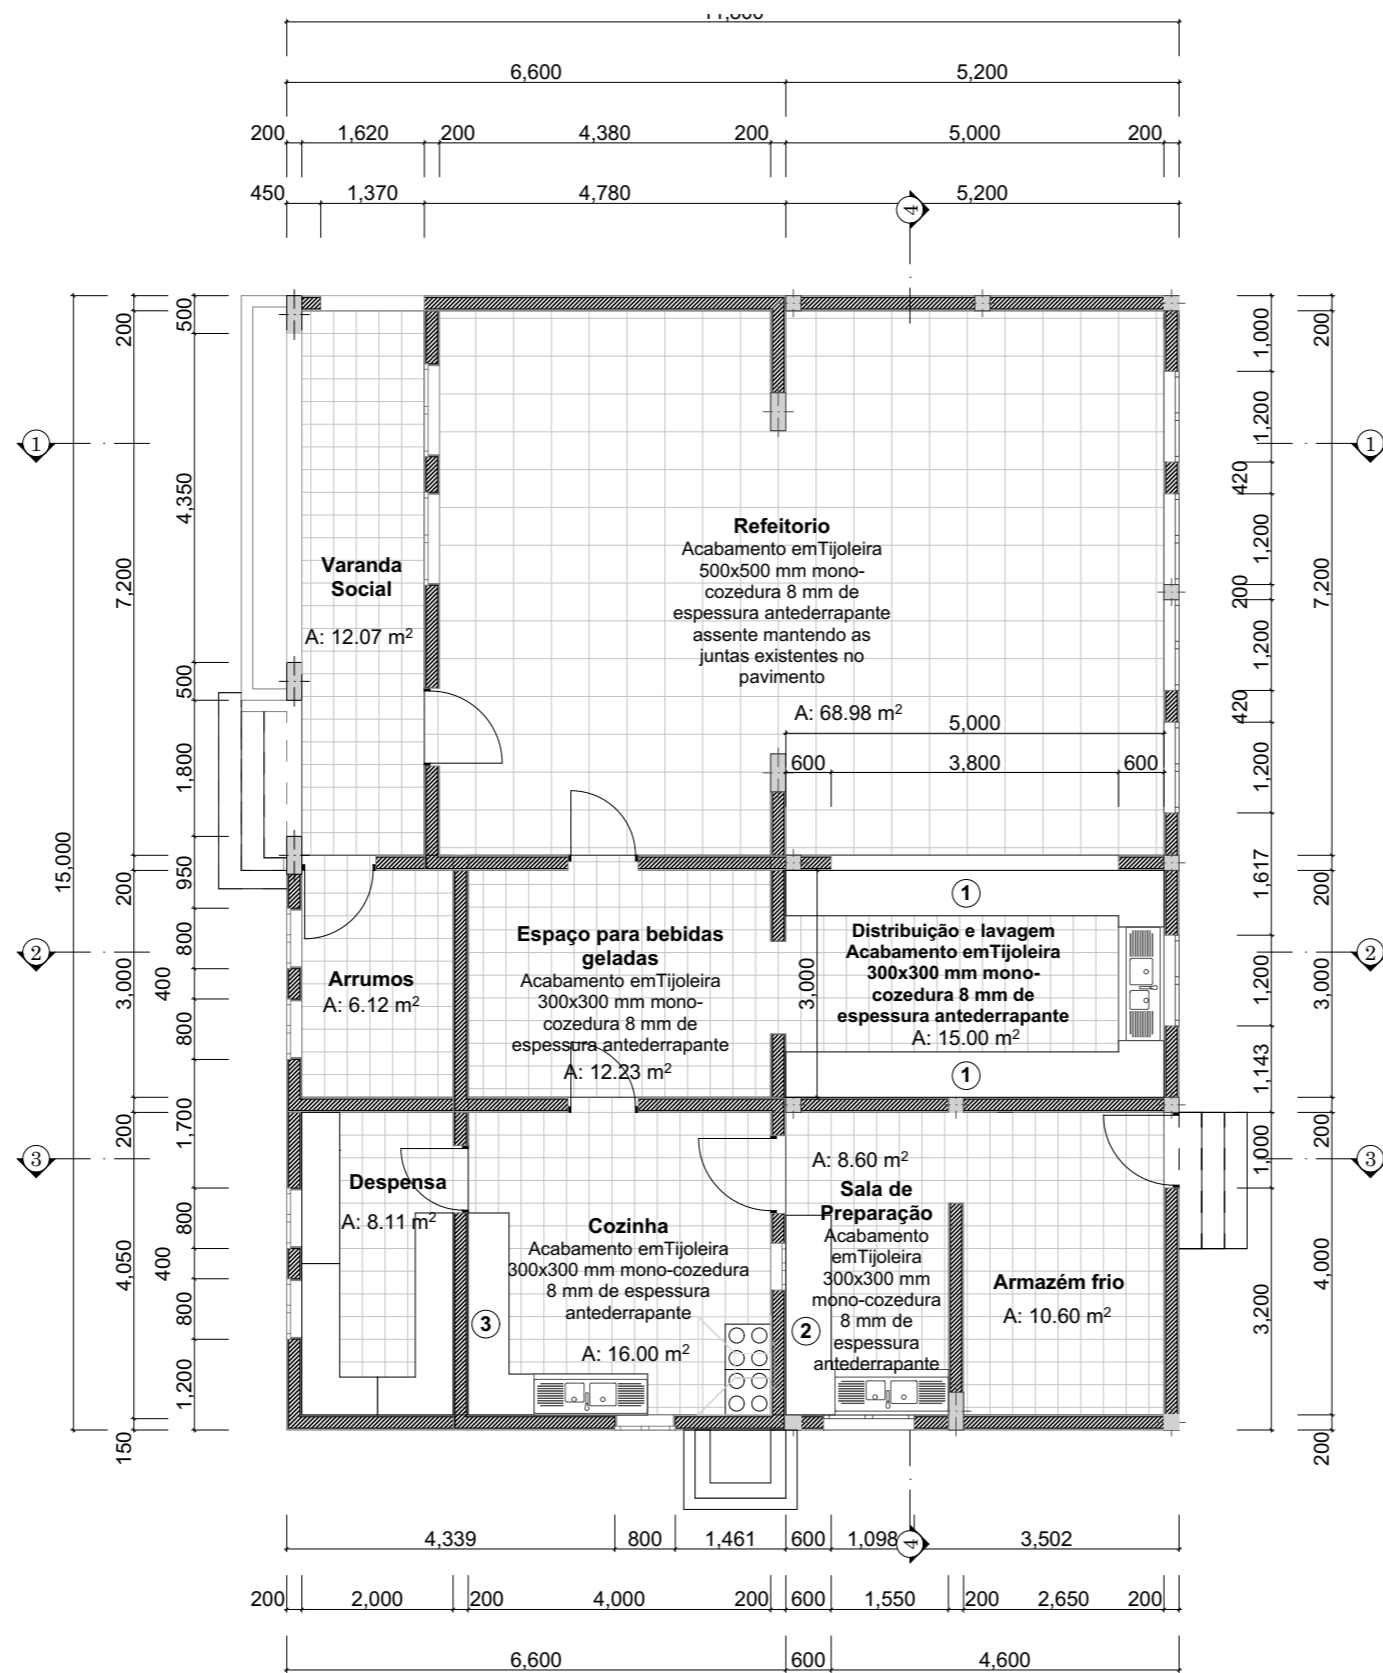 6,600
5,200
200
1,620
200
4,380
200
5,000
200
450
1,370
4,780
5,200
4
15,000
200
7,200
200
3,000
200
4,050
150
500
4,350
500
1,800
950
800
400
800
1,700
800
400
800
1,200
1
2
3
Varanda
Social
A: 12.07 m²
Refeitorio
Acabamento emTijoleira
500x500 mm mono-
cozedura 8 mm de
espessura antederrapante
assente mantendo as
juntas existentes no
pavimento
A: 68.98 m²
5,000
600
3,800
600
1,000
1,200
420
1,200
200
1,200
420
1,200
1,617
1,200
1,143
1,000
3,200
200
7,200
200
3,000
200
4,000
200
1
2
3
Arrumos
A: 6.12 m²
Espaço para bebidas
geladas
Acabamento emTijoleira
300x300 mm mono-
cozedura 8 mm de
espessura antederrapante
A: 12.23 m²
3,000
1
Distribuição e lavagem
Acabamento emTijoleira
300x300 mm mono-
cozedura 8 mm de
espessura antederrapante
A: 15.00 m²
1
Despensa
A: 8.11 m²
Cozinha
Acabamento emTijoleira
300x300 mm mono-cozedura
8 mm de espessura
antederrapante
A: 16.00 m²
3
A: 8.60 m²
Sala de
Preparação
Acabamento
emTijoleira
300x300 mm
mono-cozedura
8 mm de
espessura
antederrapante
2
Armazém frio
A: 10.60 m²
4,339
800
1,461
600
1,098
4
3,502
200
2,000
200
4,000
200
600
1,550
200
2,650
200
6,600
600
4,600